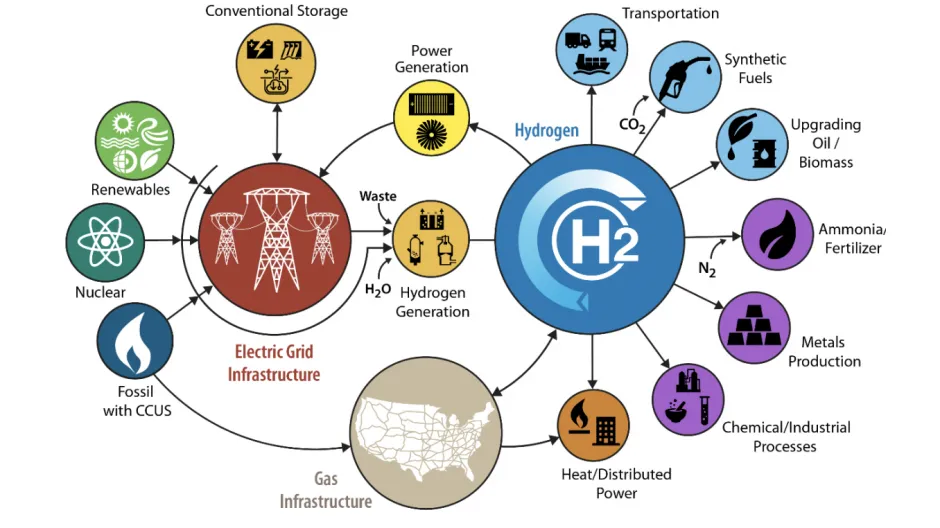 Conventional Storage
Transportation
Power
Generation
Synthetic
Fuels
Hydrogen
CO2
Upgrading
Oil /
Biomass
Renewables
Waste
H2
Ammonia/
Fertilizer
N2
Nuclear
H2O
Hydrogen
Generation
Electric Grid
Infrastructure
Metals
Production
Fossil
with CCUS
Chemical/Industrial
Processes
Gas
Infrastructure
Heat/Distributed
Power